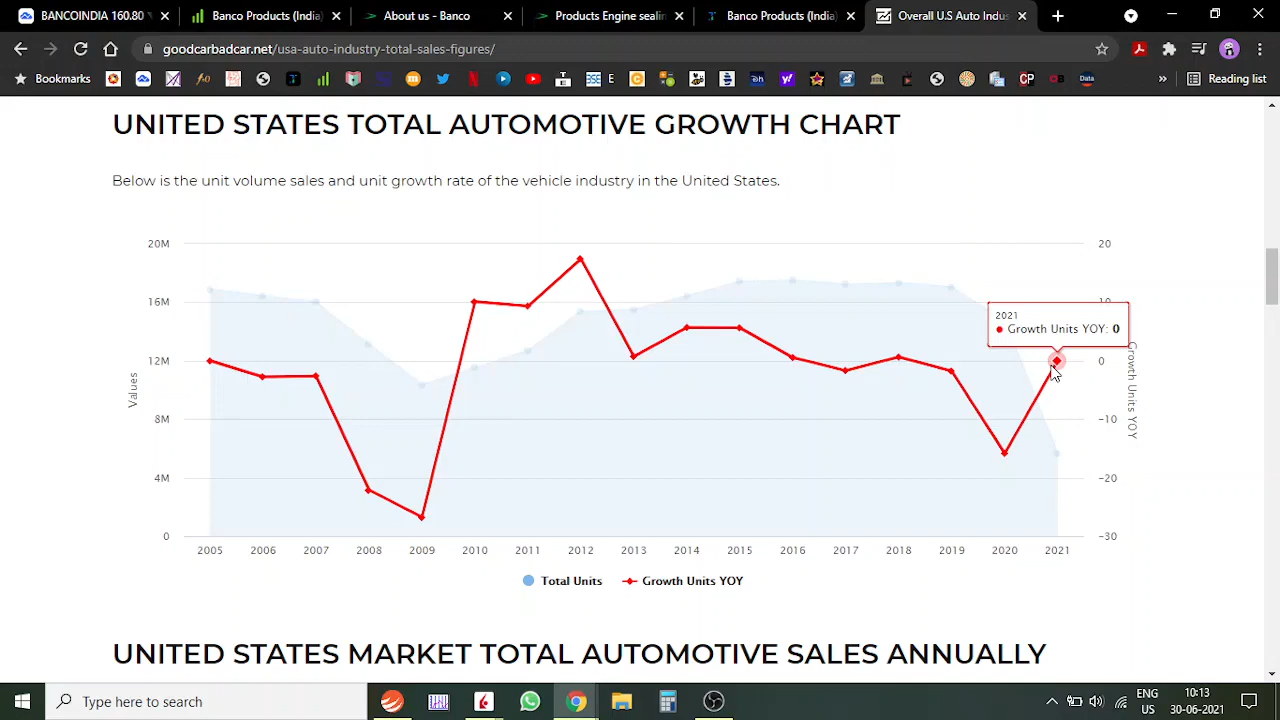 BANCOINDIA 160.80
Banco Products (India)
About us - Banco
Products Engine sealin
Banco Products (India)
Overall U.S Auto Indus
goodcarbadcar.net/usa-auto-industry-total-sales-figures/
Bookmarks
Reading list
UNITED STATES TOTAL AUTOMOTIVE GROWTH CHART
Below is the unit volume sales and unit growth rate of the vehicle industry in the United States.
20M 20
16M 10
2021
Growth Units YOY: 0
12M 0
Values
Growth Units YOY
8M -10
4M -20
0 -30
2005 2006 2007 2008 2009 2010 2011 2012 2013 2014 2015 2016 2017 2018 2019 2020 2021
Total Units Growth Units YOY
UNITED STATES MARKET TOTAL AUTOMOTIVE SALES ANNUALLY
Type here to search
ENG
US
10:13
30-06-2021